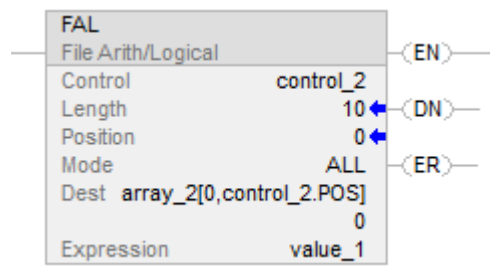 FAL
File Arith/Logical
(EN)
Control control_2
Length 10 (DN)
Position 0
Mode ALL (ER)
Dest array_2[0,control_2.POS]
0
Expression value_1